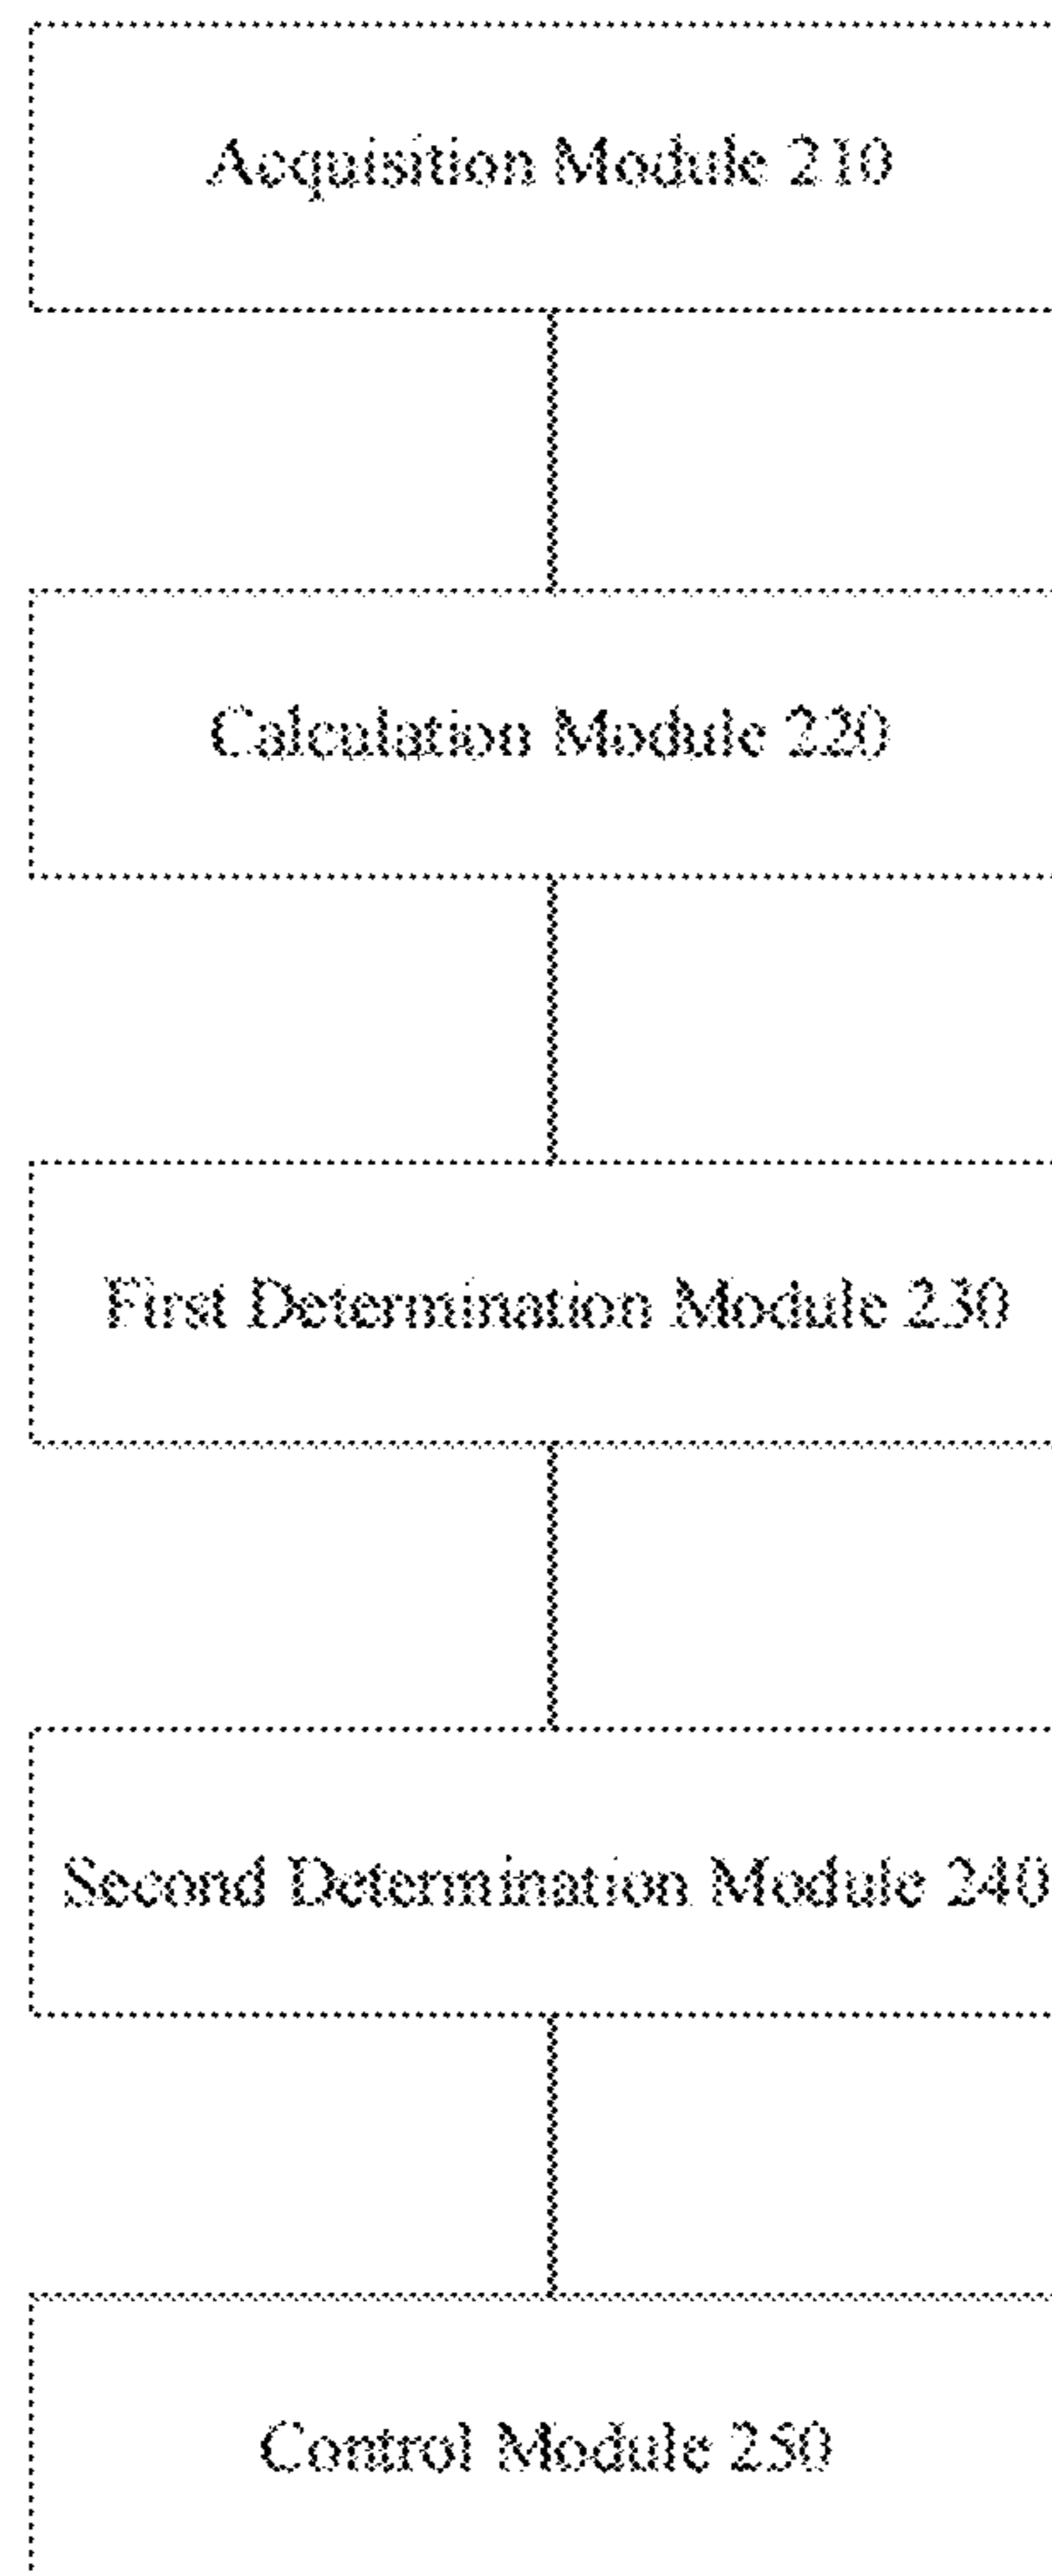 Acquisition Module 210
Calculation Module 220
First Determination Module 230
Second Determination Module 240
Control Module 250